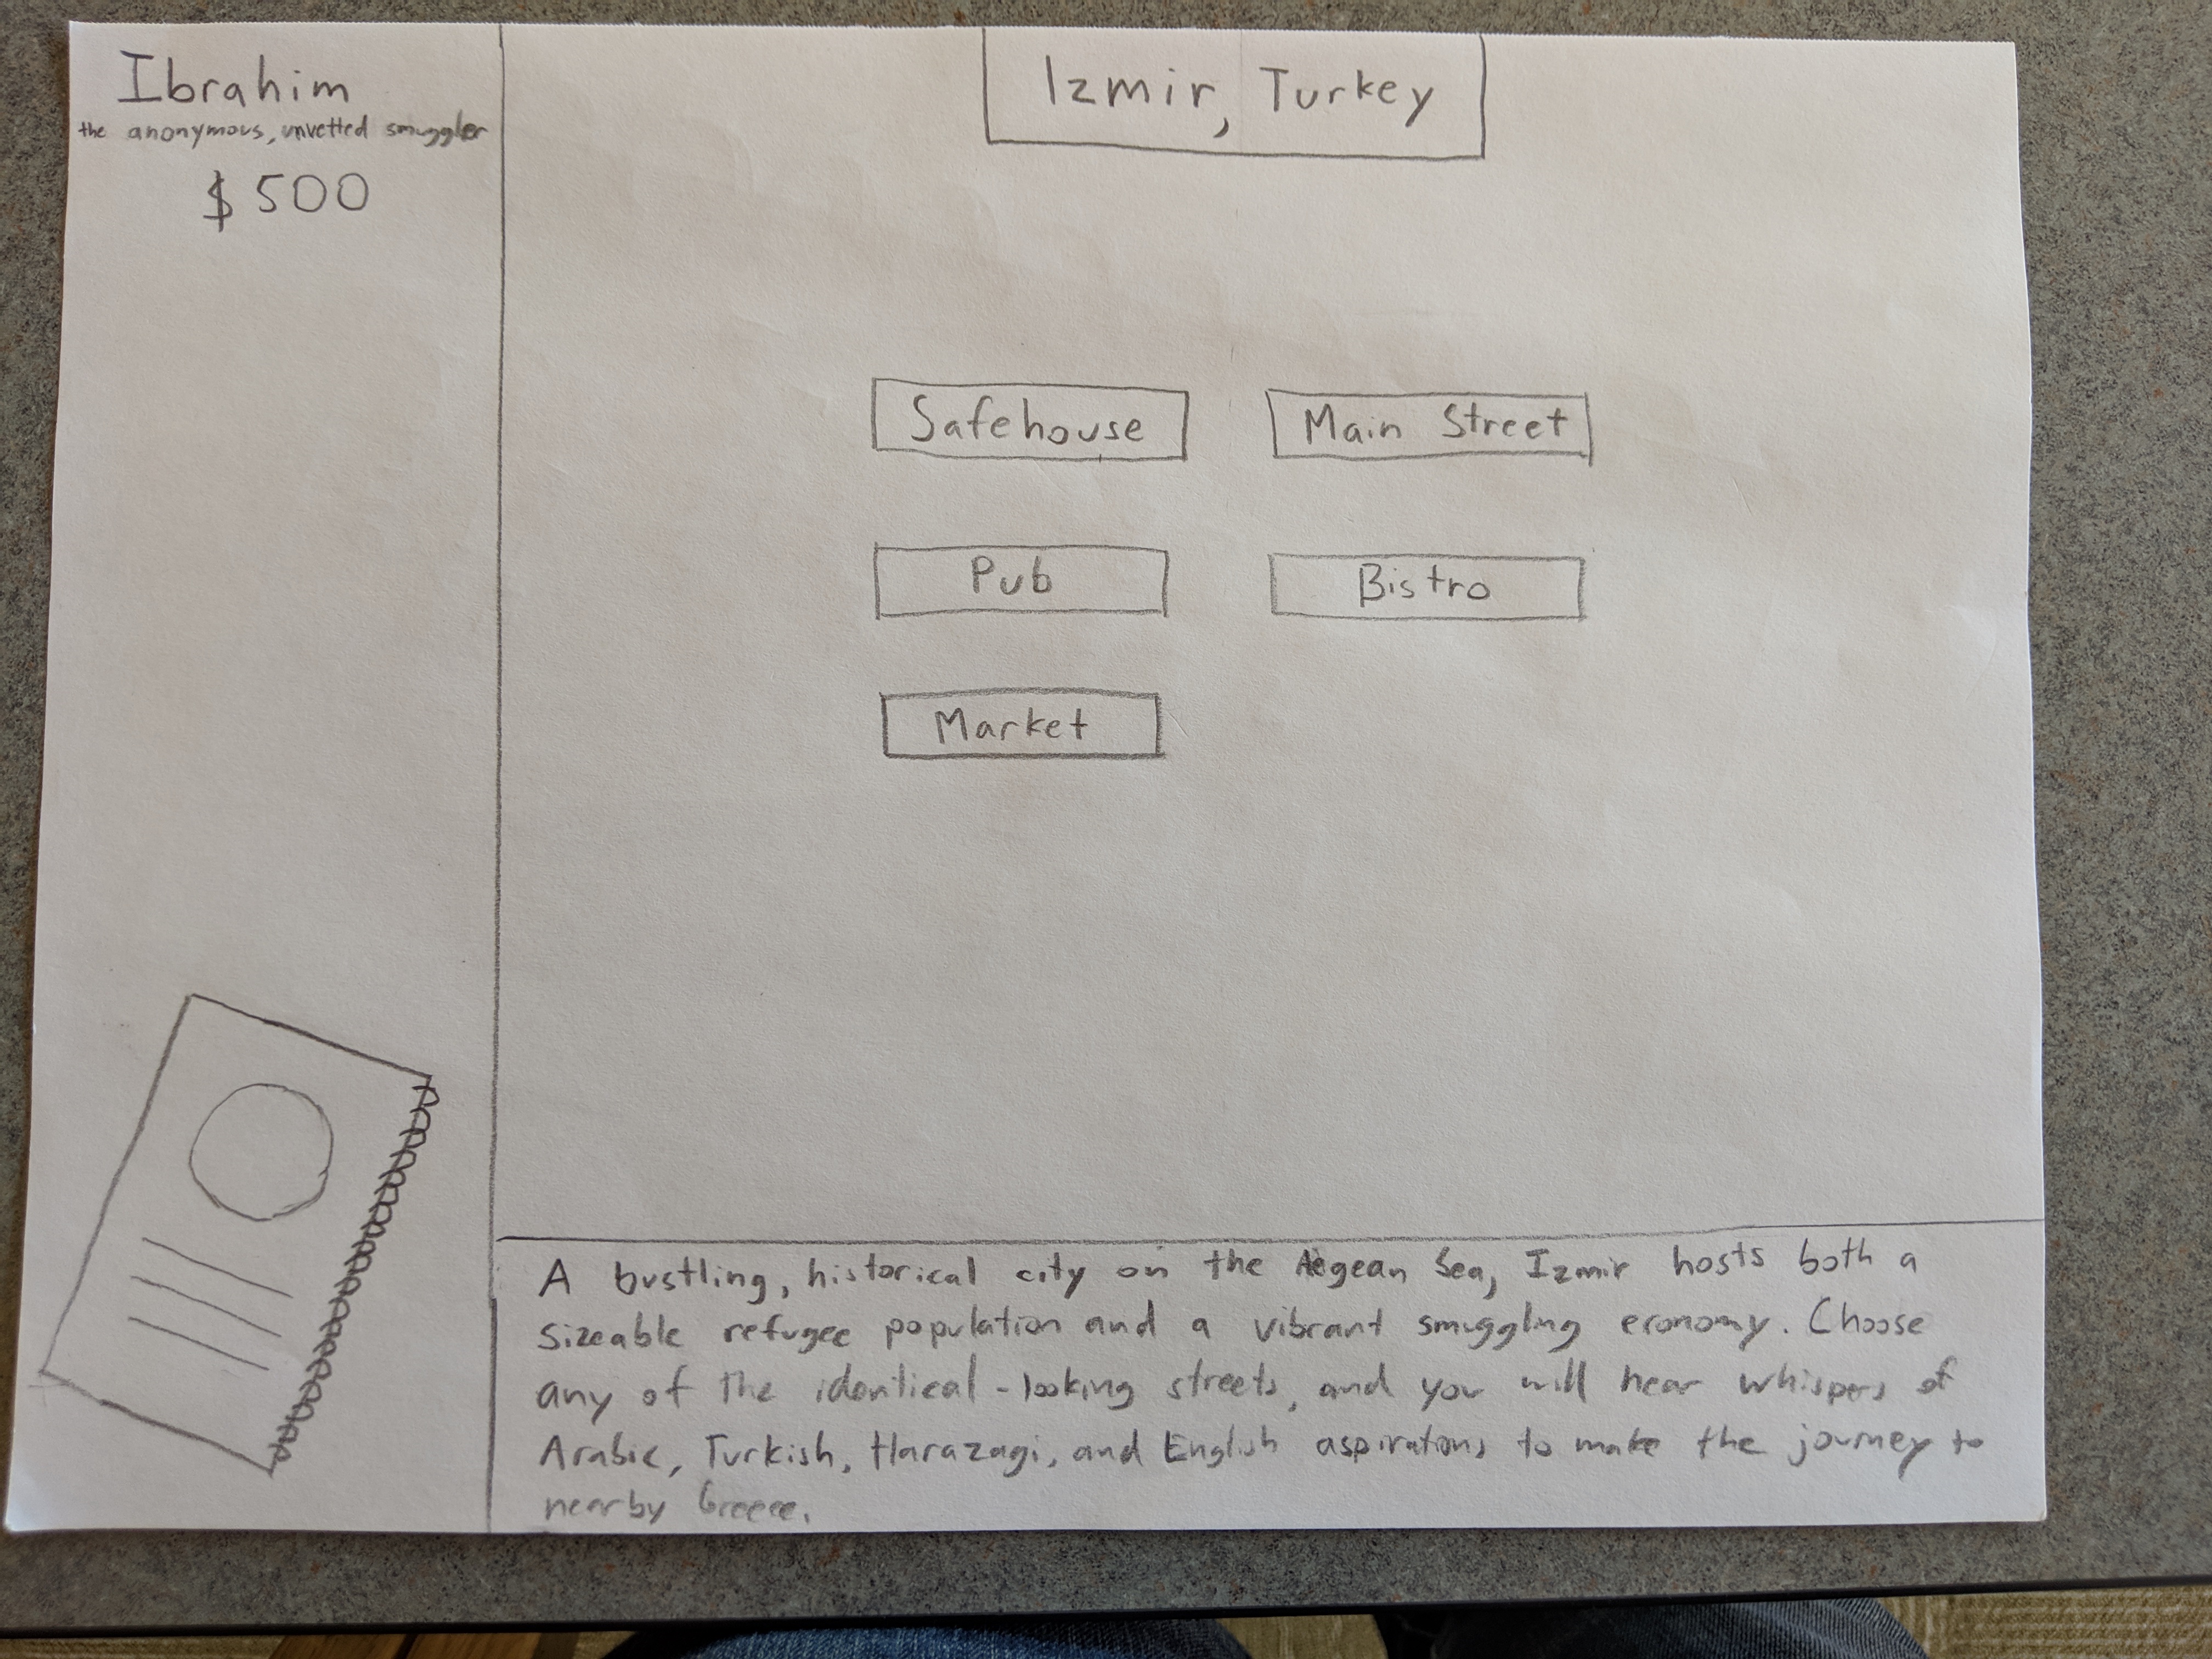 Ibrahim
the anonymous, unvetted smuggler
$500
Izmir, Turkey
Safehouse
Main Street
Pub
Bistro
Market
A bustling, historical city on the Aegean Sea, Izmir hosts both a
sizeable refugee population and a vibrant smuggling economy. Choose
any of the identical-looking streets, and you will hear whispers of
Arabic, Turkish, Harazagi, and English aspirations to make the journey to
nearby Greece.